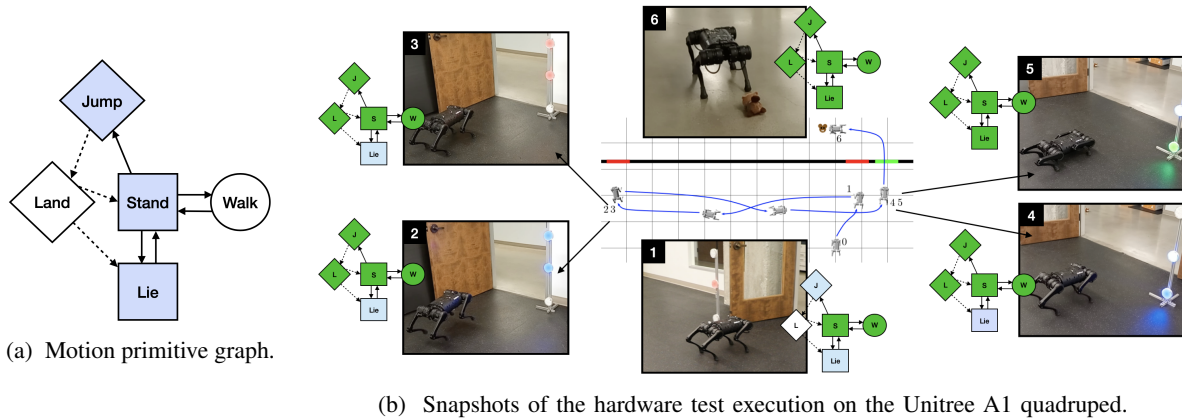 Jump
Land
Stand
Walk
Lie
(a) Motion primitive graph.
3
J
L
S
W
Lie
2
J
L
S
W
Lie
6
J
L
S
W
Lie
6
1
2 3
4 5
0
1
J
L
S
W
Lie
5
J
L
S
W
Lie
4
J
L
S
W
Lie
(b) Snapshots of the hardware test execution on the Unitree A1 quadruped.